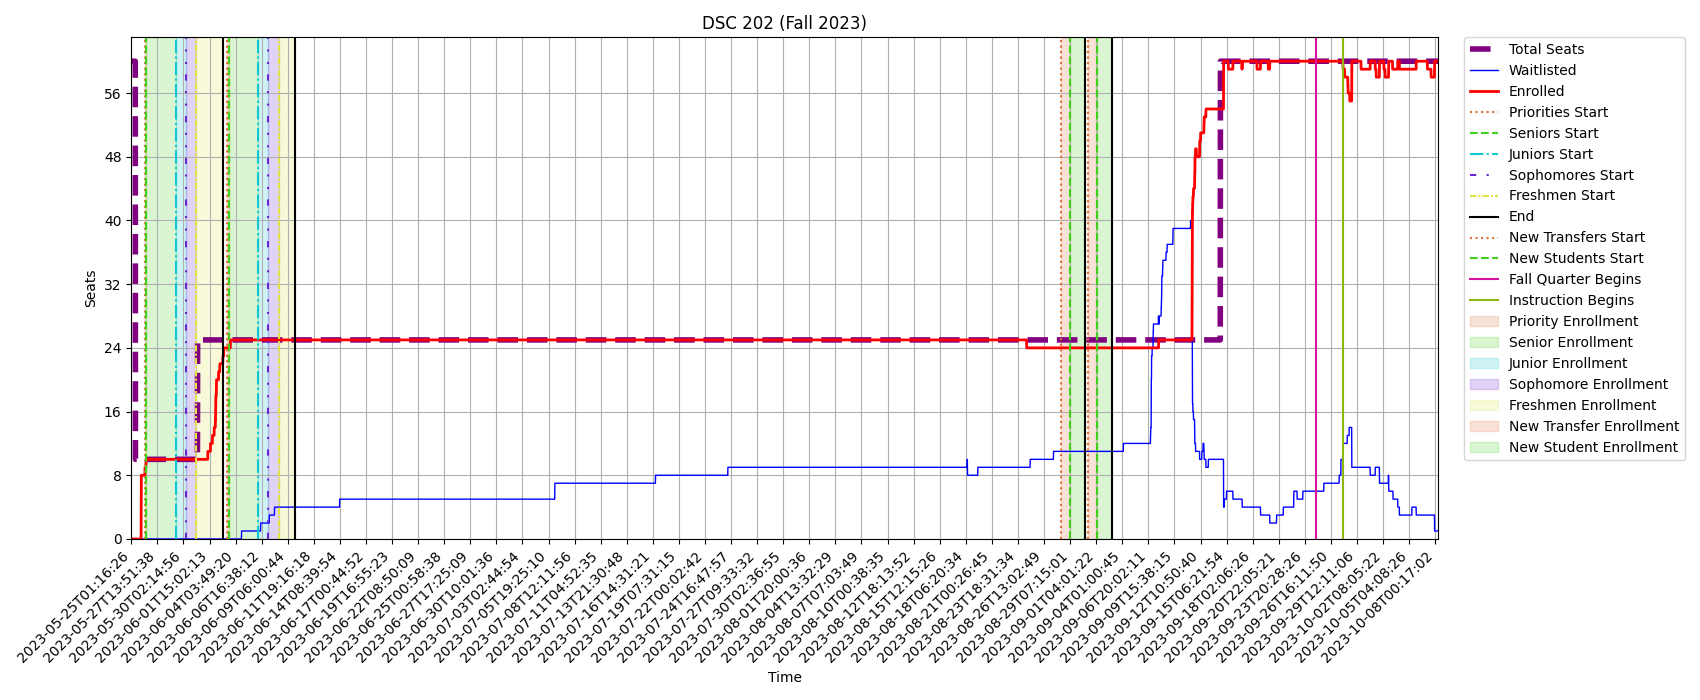 DSC 202 (Fall 2023)
Seats
56
48
40
32
24
16
8
0
2023-05-25T01:16:26
2023-05-27T13:51:38
2023-05-30T02:14:56
2023-06-01T15:02:13
2023-06-04T03:49:20
2023-06-06T16:38:12
2023-06-09T06:00:44
2023-06-11T19:16:18
2023-06-14T08:39:54
2023-06-17T00:44:52
2023-06-19T16:55:23
2023-06-22T08:50:09
2023-06-25T00:58:38
2023-06-27T17:25:09
2023-06-30T10:01:36
2023-07-03T02:44:54
2023-07-05T19:25:10
2023-07-08T12:11:56
2023-07-11T04:52:35
2023-07-13T21:30:48
2023-07-16T14:31:21
2023-07-19T07:31:15
2023-07-22T00:02:42
2023-07-24T16:47:57
2023-07-27T09:33:32
2023-07-30T02:36:55
2023-08-01T20:00:36
2023-08-04T13:32:29
2023-08-07T07:03:49
2023-08-10T00:38:35
2023-08-12T18:13:52
2023-08-15T12:15:26
2023-08-18T06:20:34
2023-08-21T00:26:45
2023-08-23T18:31:34
2023-08-26T13:02:49
2023-08-29T07:15:01
2023-09-01T04:01:22
2023-09-04T01:00:45
2023-09-06T20:02:11
2023-09-09T15:38:15
2023-09-12T10:50:40
2023-09-15T06:21:54
2023-09-18T02:06:26
2023-09-20T22:05:21
2023-09-23T20:28:26
2023-09-26T16:11:50
2023-09-29T12:11:06
2023-10-02T08:05:22
2023-10-05T04:08:26
2023-10-08T00:17:02
Time
Total Seats
Waitlisted
Enrolled
Priorities Start
Seniors Start
Juniors Start
Sophomores Start
Freshmen Start
End
New Transfers Start
New Students Start
Fall Quarter Begins
Instruction Begins
Priority Enrollment
Senior Enrollment
Junior Enrollment
Sophomore Enrollment
Freshmen Enrollment
New Transfer Enrollment
New Student Enrollment